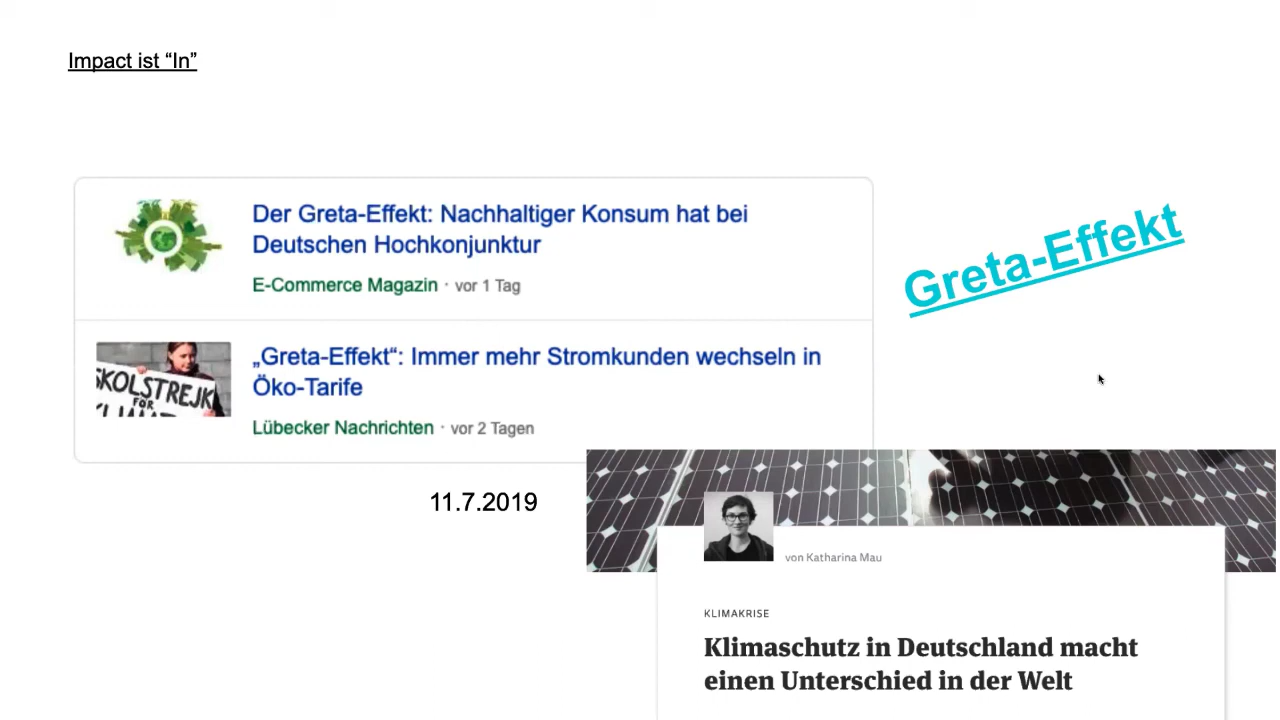 Impact ist “In”
Der Greta-Effekt: Nachhaltiger Konsum hat bei
Deutschen Hochkonjunktur
E-Commerce Magazin · vor 1 Tag
Greta-Effekt
SKOLSTREJK
FÖR
„Greta-Effekt“: Immer mehr Stromkunden wechseln in
Öko-Tarife
Lübecker Nachrichten · vor 2 Tagen
11.7.2019
von Katharina Mau
KLIMAKRISE
Klimaschutz in Deutschland macht
einen Unterschied in der Welt